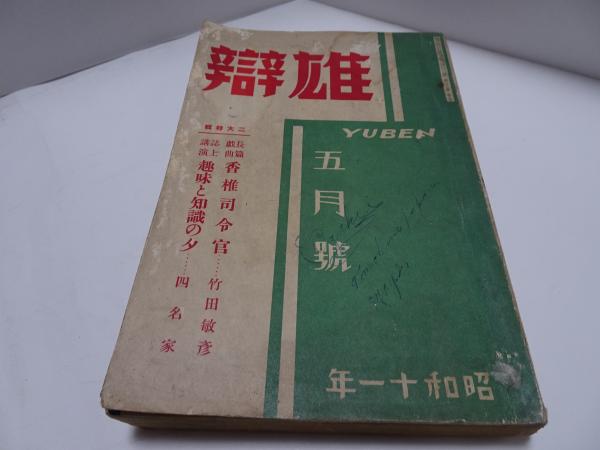 雄辯
YUBEN
五月號
昭和十一年
二大特輯
長篇戲曲 香椎司令官……竹田敏彥
誌上講演 趣味と知識の夕……四名家